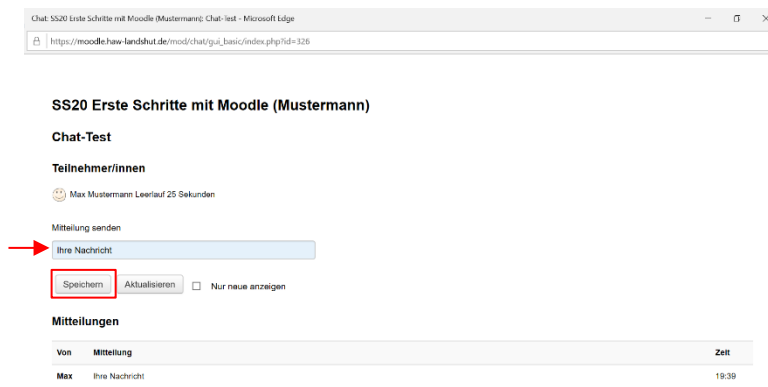 Chat: SS20 Erste Schritte mit Moodle (Mustermann): Chat-Test - Microsoft Edge
https://moodle.haw-landshut.de/mod/chat/gui_basic/index.php?id=326
SS20 Erste Schritte mit Moodle (Mustermann)
Chat-Test
Teilnehmer/innen
Max Mustermann Leerlauf 25 Sekunden
Mitteilung senden
Ihre Nachricht
Speichern Aktualisieren Nur neue anzeigen
Mitteilungen
Von Mitteilung Zeit
Max Ihre Nachricht 19:39